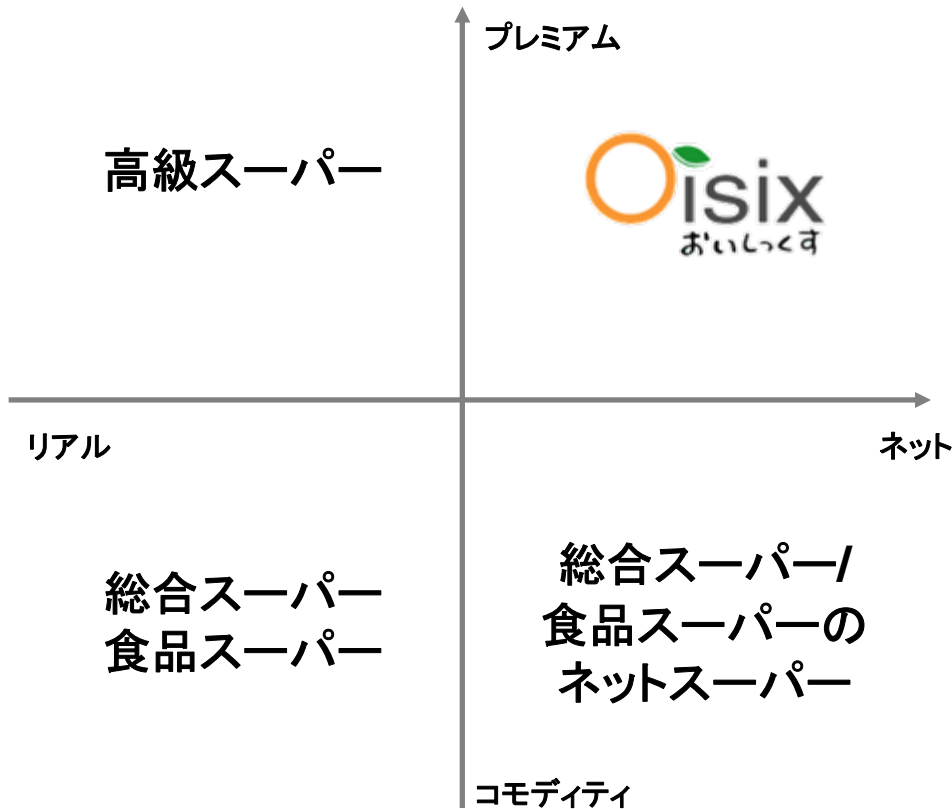 プレミアム
高級スーパー
Oisix
おいしっくす
リアル
ネット
総合スーパー
食品スーパー
総合スーパー/
食品スーパーの
ネットスーパー
コモディティ